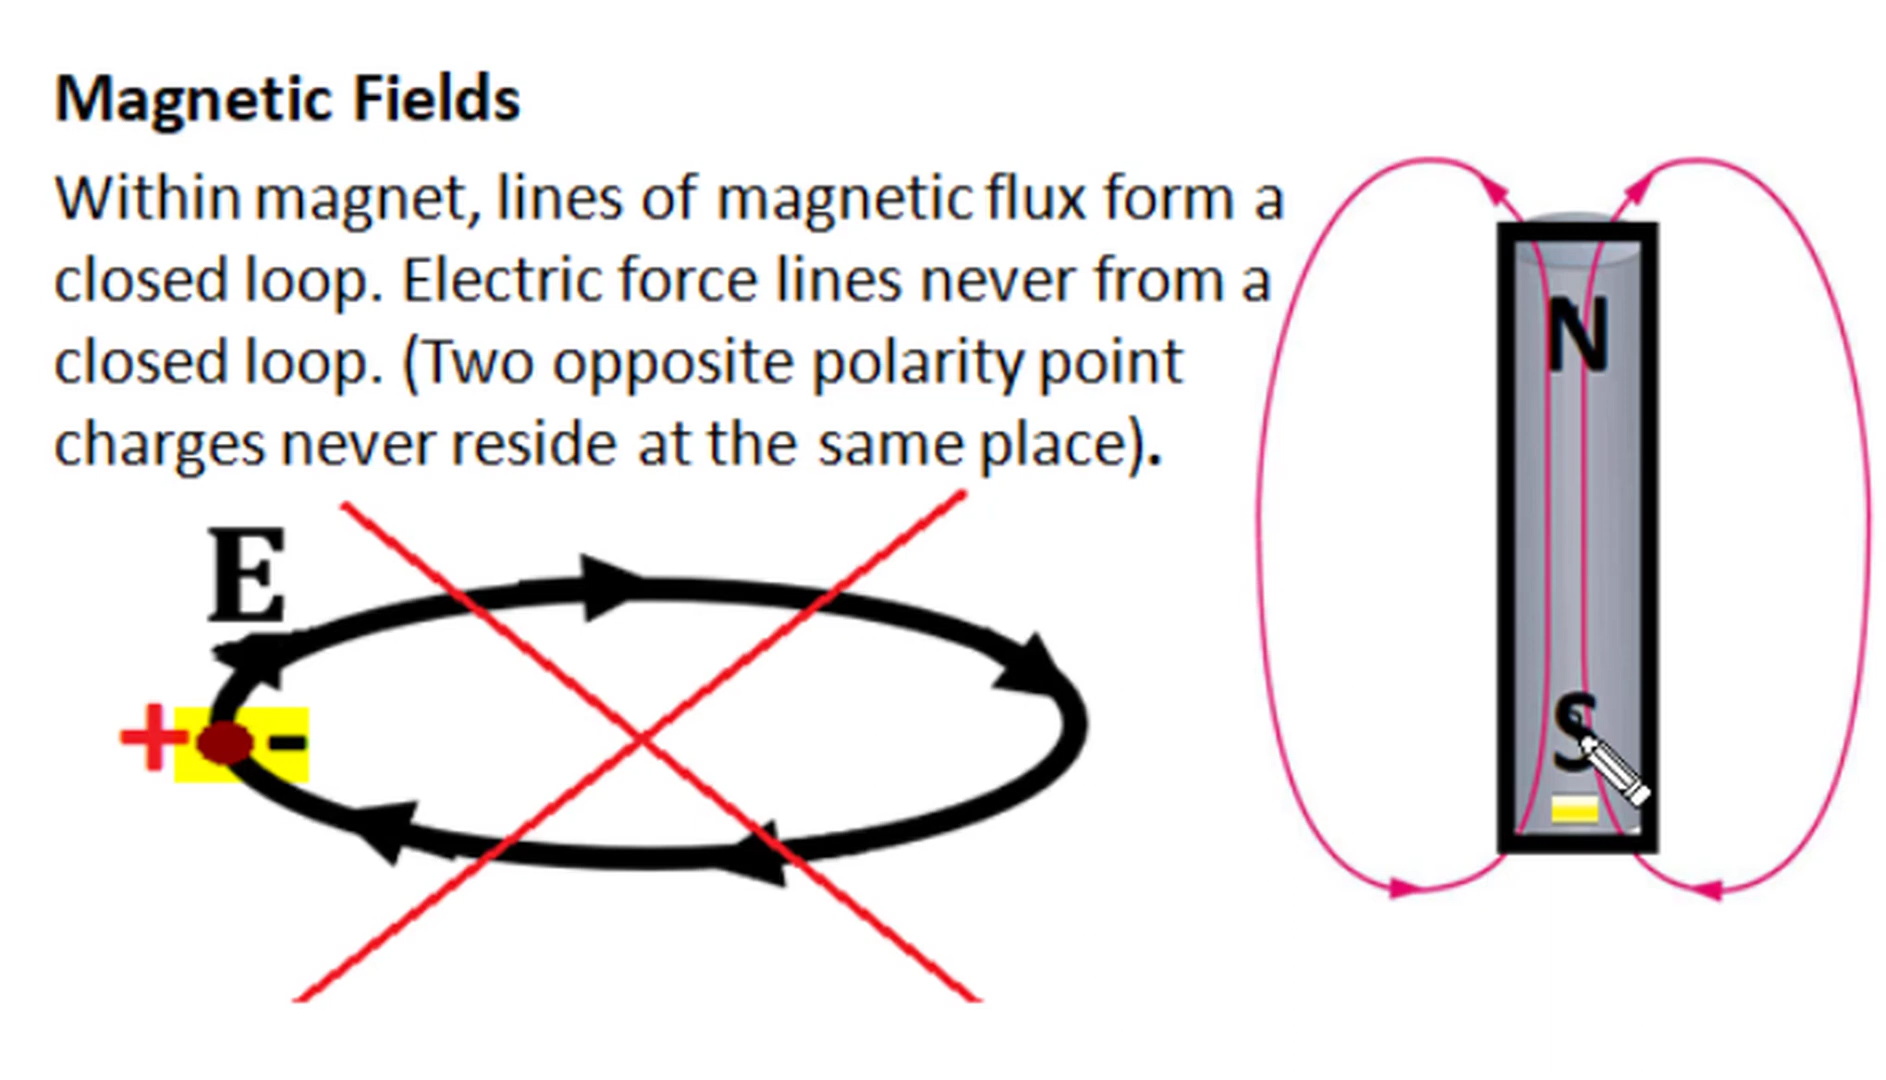 Magnetic Fields
Within magnet, lines of magnetic flux form a
closed loop. Electric force lines never from a
closed loop. (Two opposite polarity point
charges never reside at the same place).
E
+ -
N
S